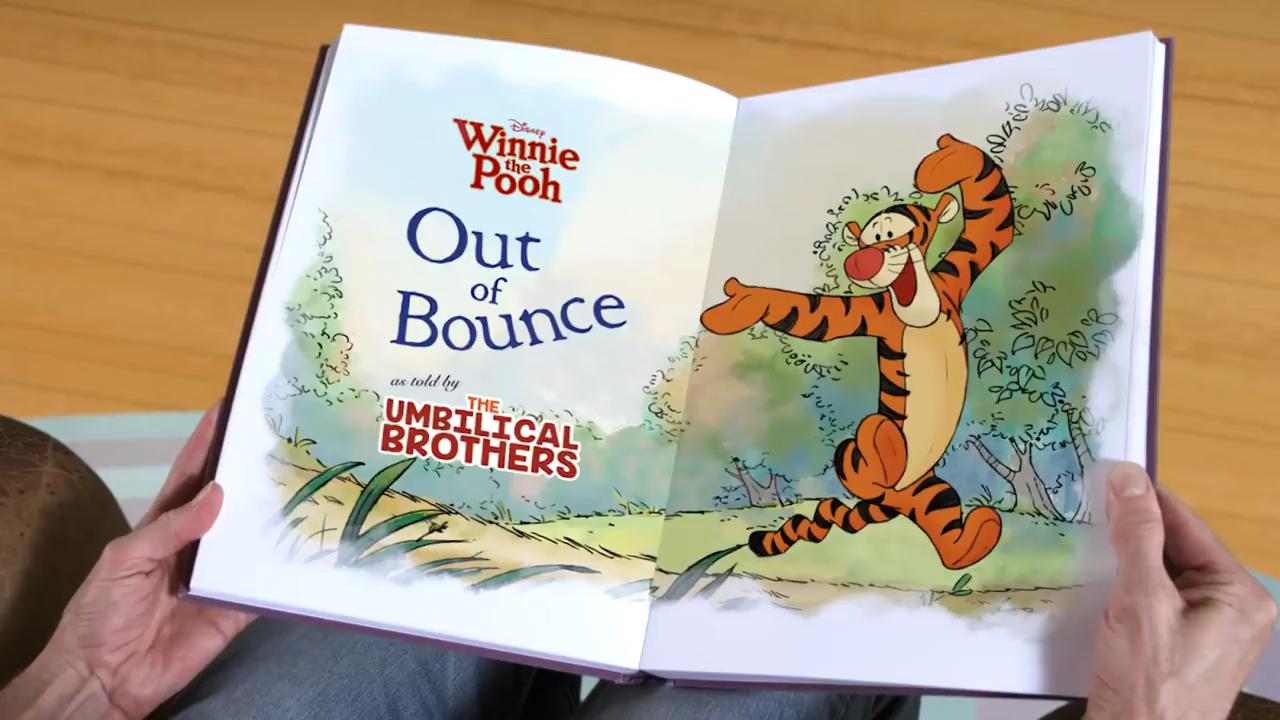 Disney
Winnie
the
Pooh
Out
of
Bounce
as told by
THE
UMBILICAL
BROTHERS